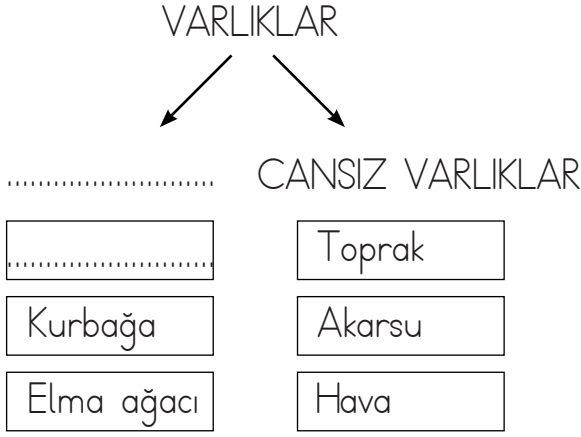 VARLIKLAR
CANSIZ VARLIKLAR
Toprak
Kurbağa
Akarsu
Elma ağacı
Hava